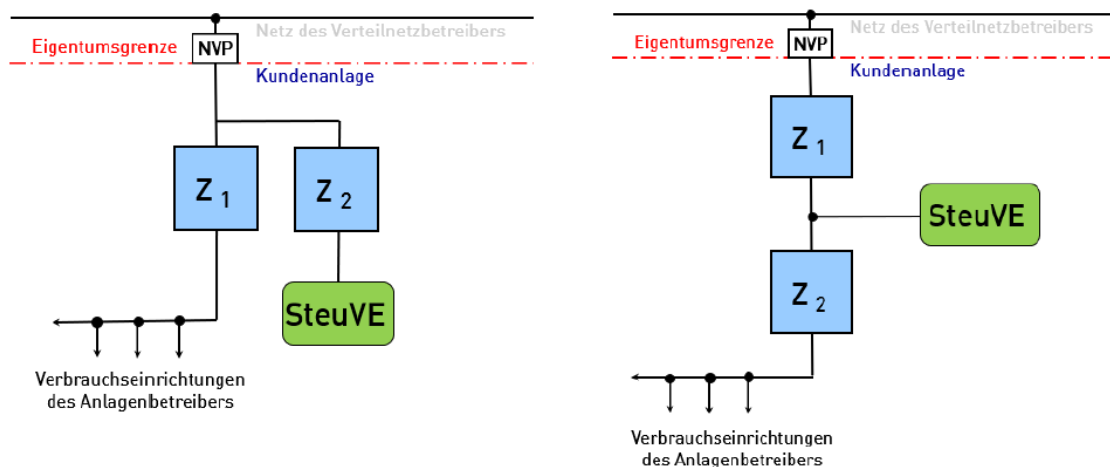 Netz des Verteilnetzbetreibers
Eigentumsgrenze
NVP
Kundenanlage
Z 1
Z 2
SteuVE
Verbrauchseinrichtungen
des Anlagenbetreibers
Netz des Verteilnetzbetreibers
Eigentumsgrenze
NVP
Kundenanlage
Z 1
SteuVE
Z 2
Verbrauchseinrichtungen
des Anlagenbetreibers